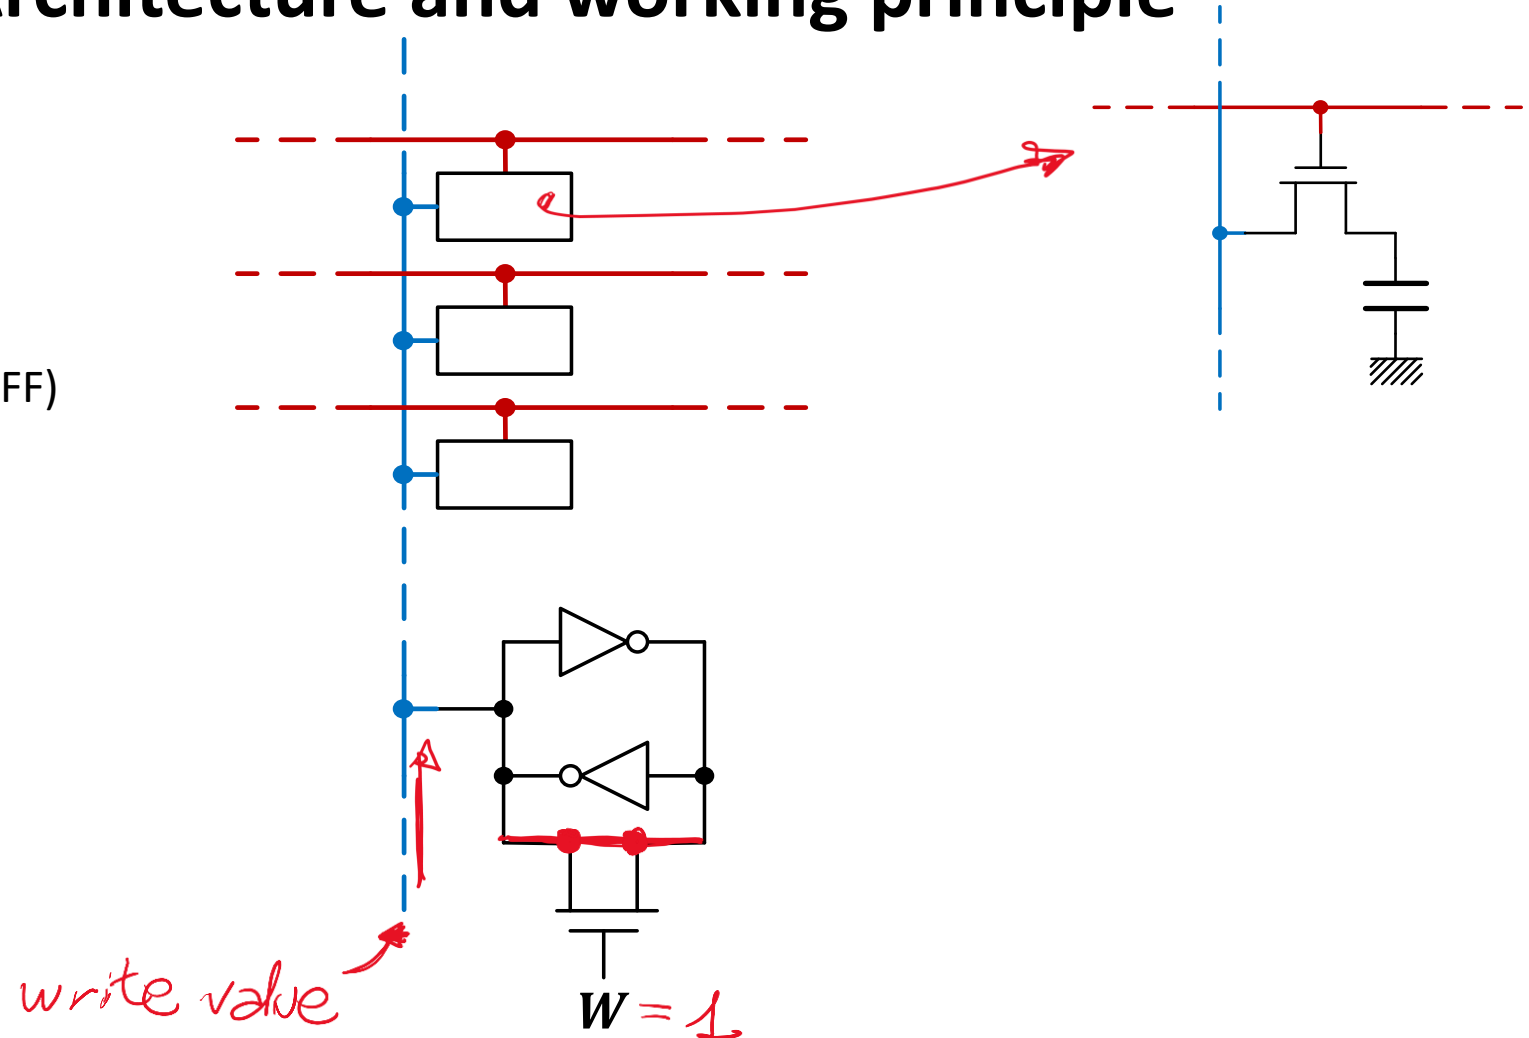 rchitecture and working principle
FF)
write value
W = 1